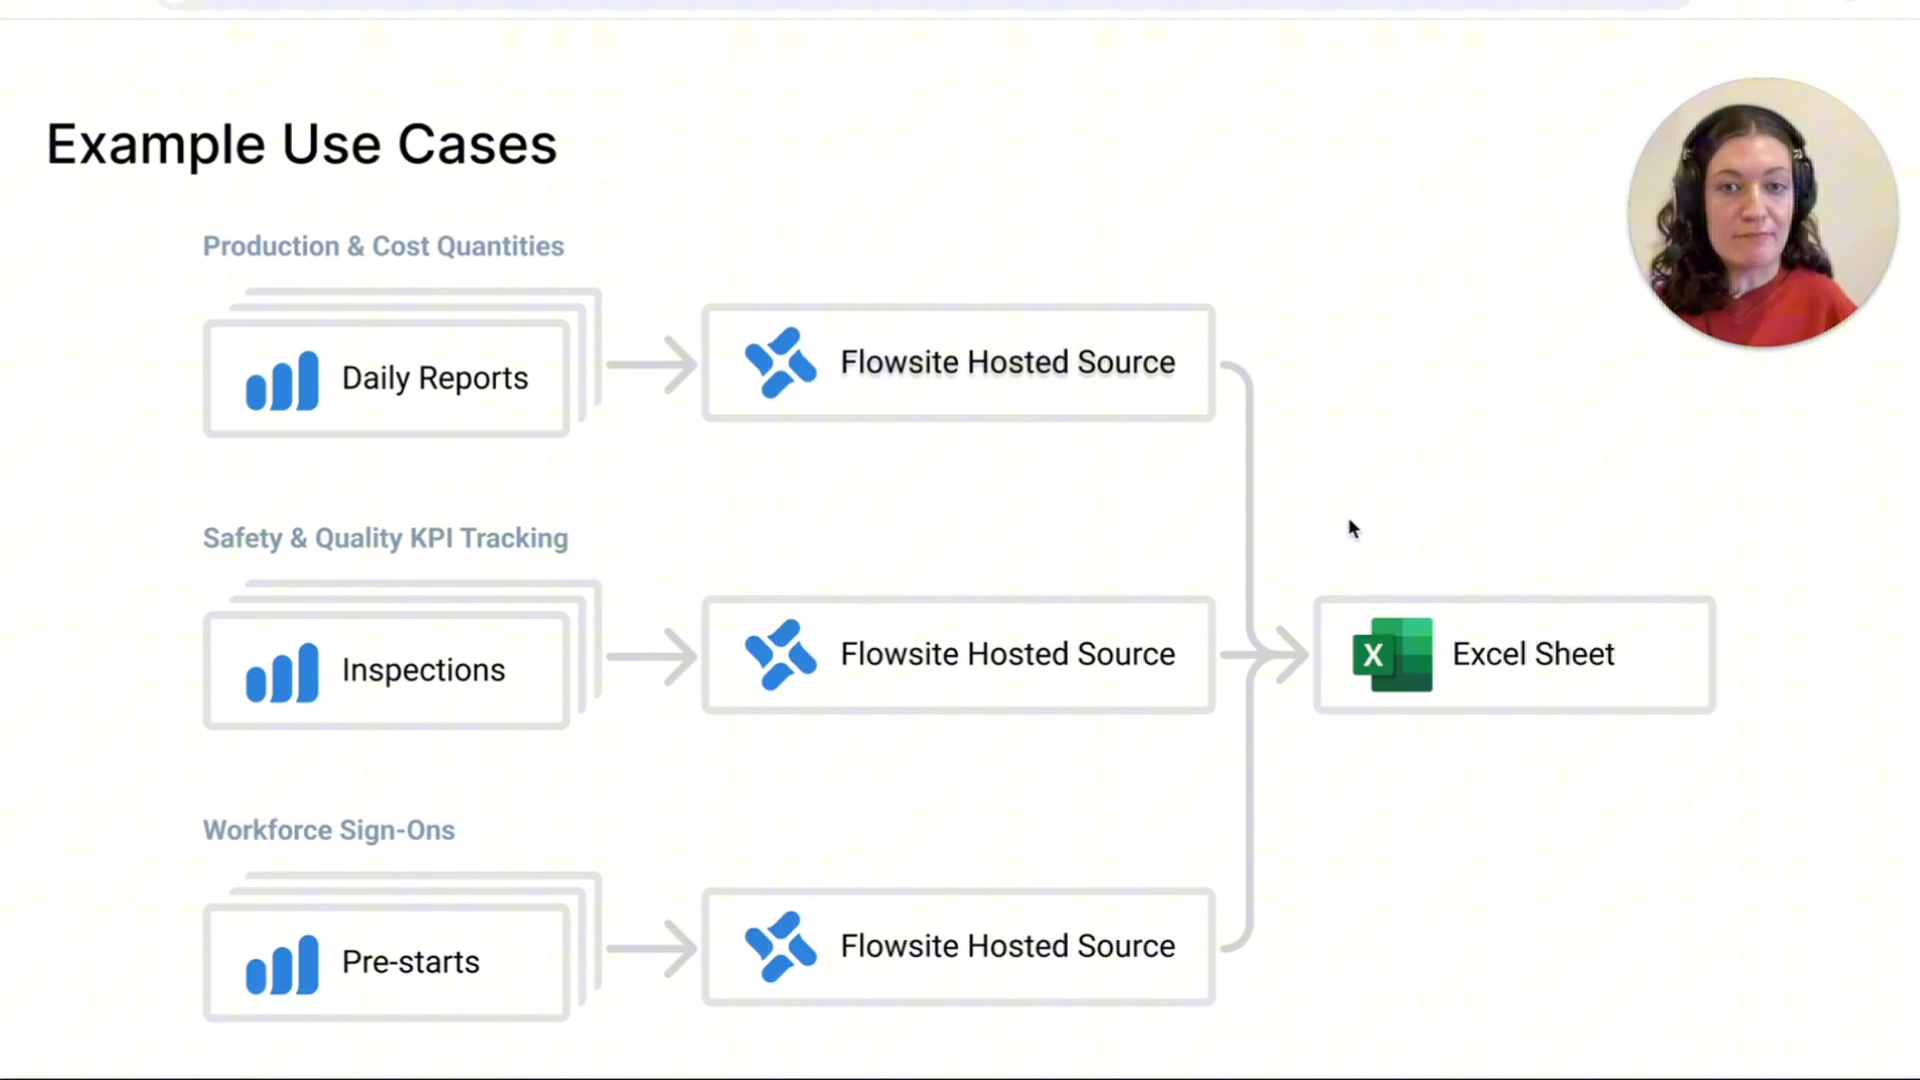 Example Use Cases
Production & Cost Quantities
Daily Reports
Flowsite Hosted Source
Safety & Quality KPI Tracking
Inspections
Flowsite Hosted Source
X
Excel Sheet
Workforce Sign-Ons
Pre-starts
Flowsite Hosted Source